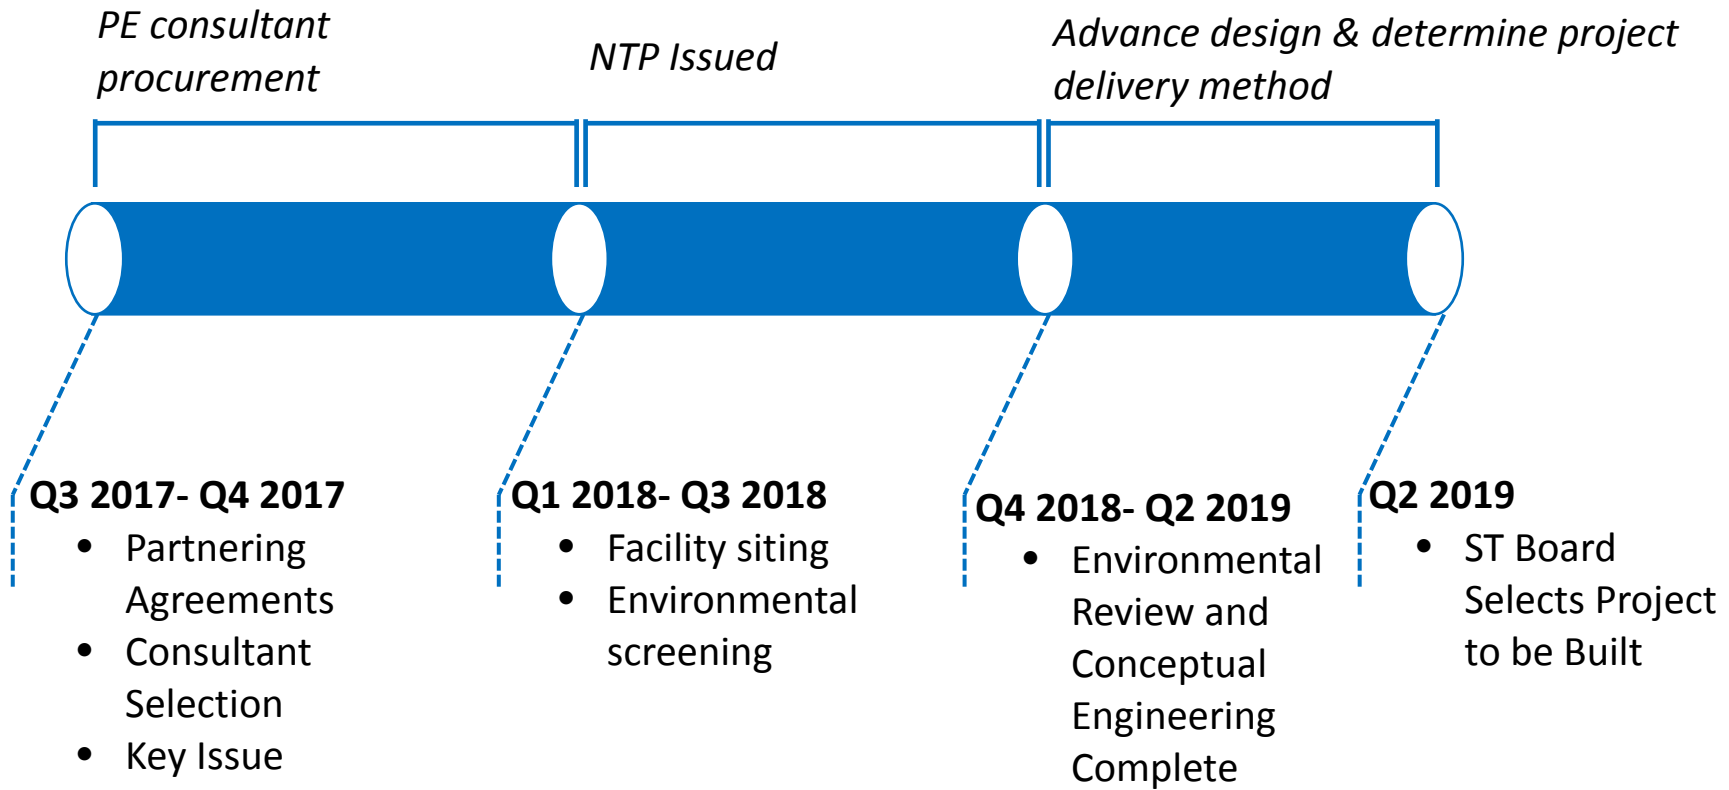 PE consultant
procurement
NTP Issued
Advance design & determine project
delivery method
Q3 2017- Q4 2017
• Partnering
Agreements
• Consultant
Selection
• Key Issue
Q1 2018- Q3 2018
• Facility siting
• Environmental
screening
Q4 2018- Q2 2019
• Environmental
Review and
Conceptual
Engineering
Complete
Q2 2019
• ST Board
Selects Project
to be Built